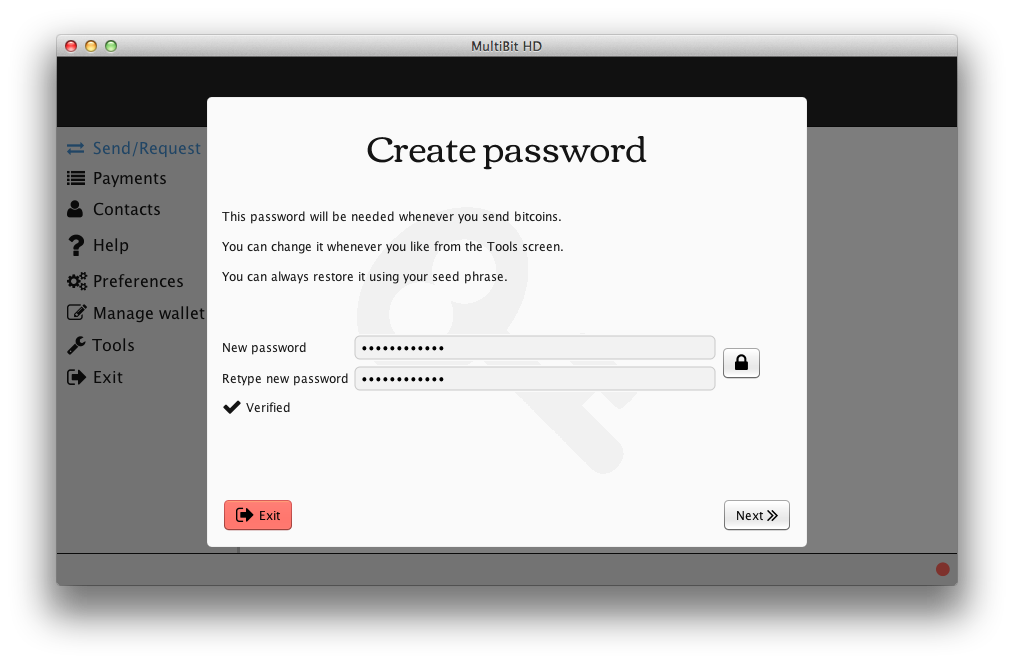 MultiBit HD
Send/Request
Payments
Contacts
Help
Preferences
Manage wallet
Tools
Exit
Create password
This password will be needed whenever you send bitcoins.
You can change it whenever you like from the Tools screen.
You can always restore it using your seed phrase.
New password ••••••••••••
Retype new password ••••••••••••
Verified
Exit
Next